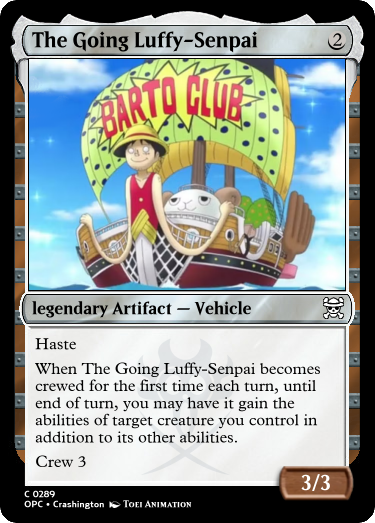 The Going Luffy-Senpai 2
BARTO CLUB
legendary Artifact — Vehicle
Haste
When The Going Luffy-Senpai becomes
crewed for the first time each turn, until
end of turn, you may have it gain the
abilities of target creature you control in
addition to its other abilities.
Crew 3
3/3
C 0289
OPC • Crashington TOEI ANIMATION